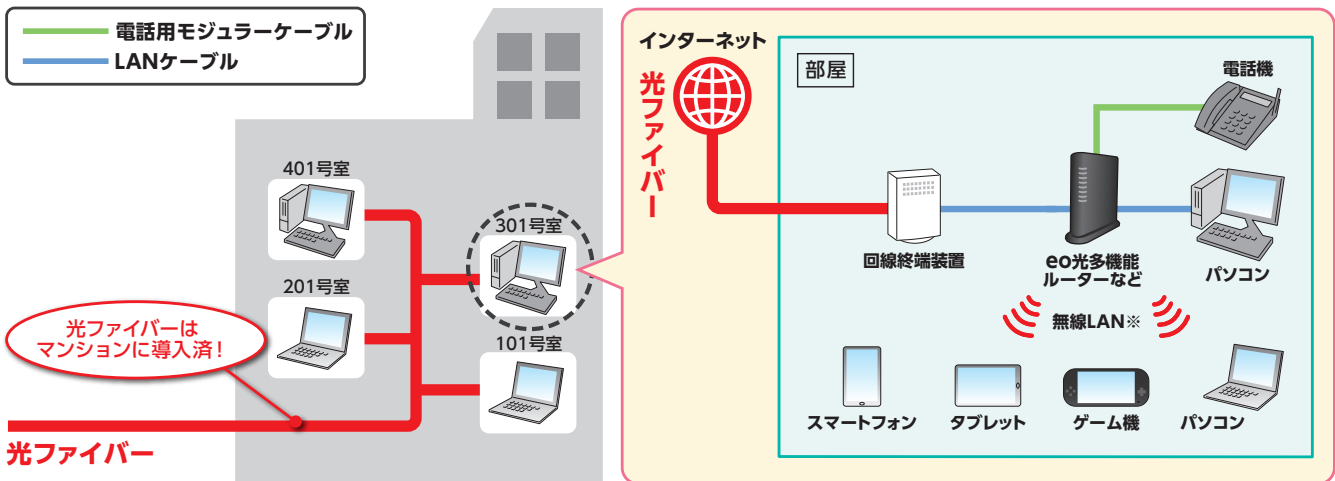 電話用モジュラーケーブル
LANケーブル
401号室
301号室
201号室
101号室
光ファイバーは
マンションに導入済！
光ファイバー
インターネット
光ファイバー
部屋
電話機
回線終端装置
eo光多機能
ルーターなど
パソコン
無線LAN※
スマートフォン
タブレット
ゲーム機
パソコン